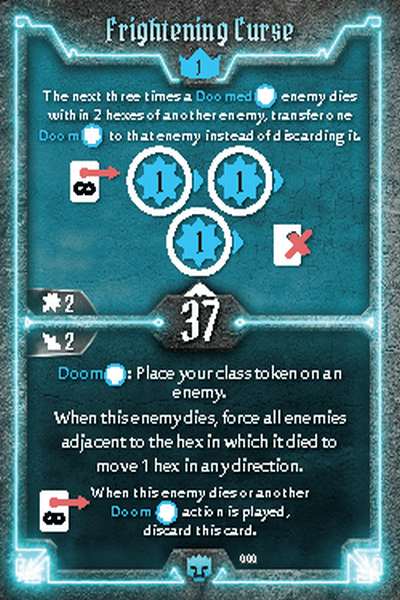 Frightening Curse
1
The next three times a Doomed enemy dies
within 2 hexes of another enemy, transfer one
Doom to that enemy instead of discarding it.
1 1
1
2
37
2
Doom : Place your class token on an
enemy.
When this enemy dies, force all enemies
adjacent to the hex in which it died to
move 1 hex in any direction.
When this enemy dies or another
Doom action is played,
discard this card.